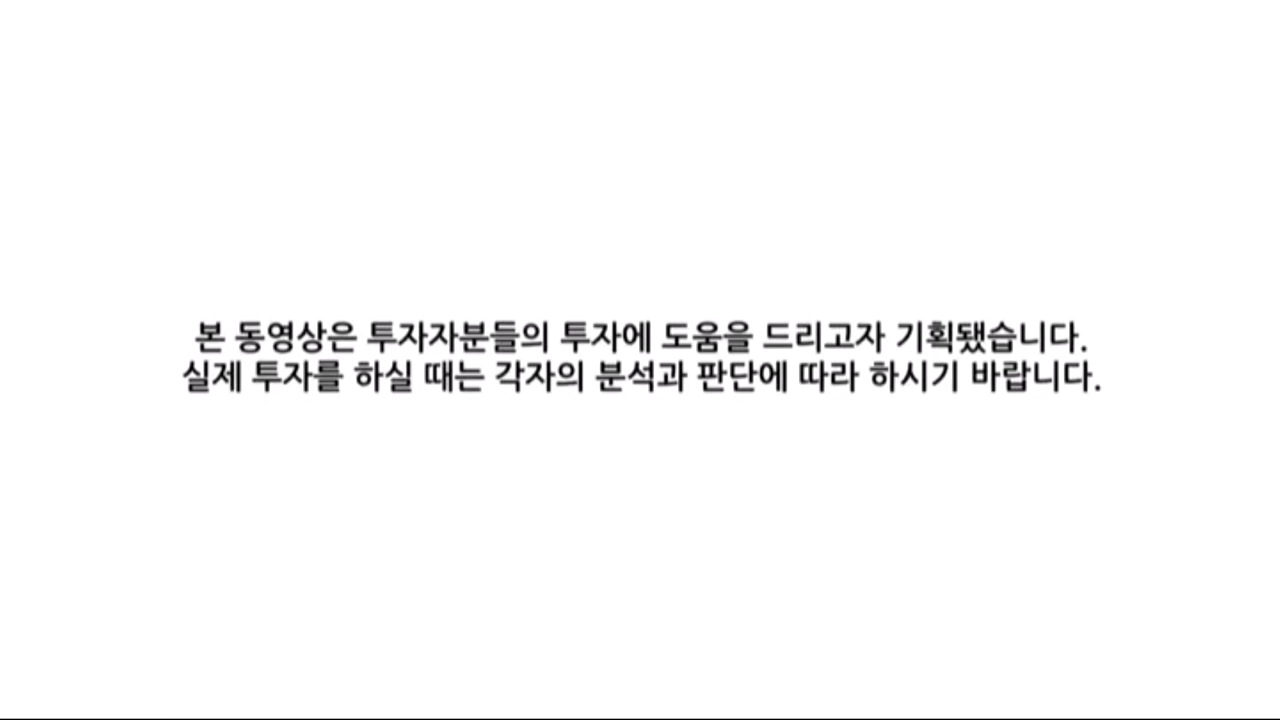 본 동영상은 투자자분들의 투자에 도움을 드리고자 기획됐습니다.
실제 투자를 하실 때는 각자의 분석과 판단에 따라 하시기 바랍니다.